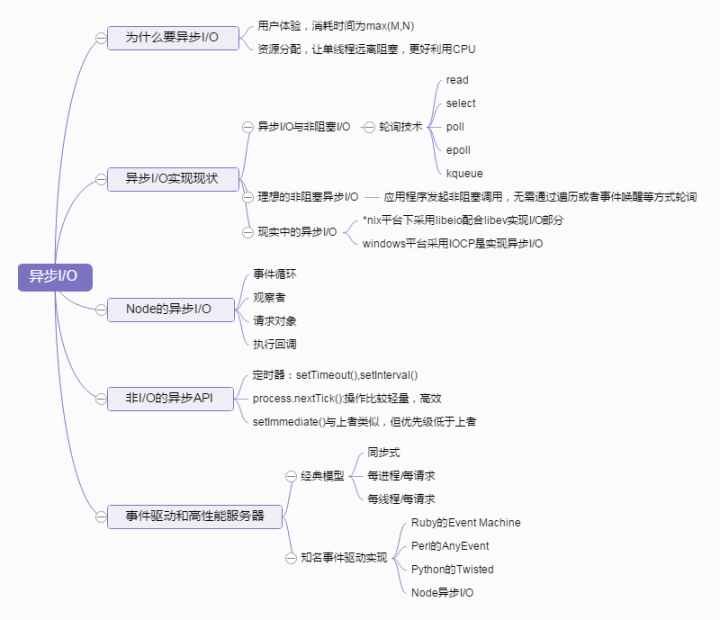 异步I/O
为什么要异步I/O
用户体验，消耗时间为max(M,N)
资源分配，让单线程远离阻塞，更好利用CPU
异步I/O实现现状
异步I/O与非阻塞I/O
轮询技术
read
select
poll
epoll
kqueue
理想的非阻塞异步I/O
应用程序发起非阻塞调用，无需通过遍历或者事件唤醒等方式轮询
现实中的异步I/O
*nix平台下采用libeio配合libev实现I/O部分
windows平台采用IOCP是实现异步I/O
Node的异步I/O
事件循环
观察者
请求对象
执行回调
非I/O的异步API
定时器：setTimeout(),setInterval()
process.nextTick():操作比较轻量，高效
setImmediate()与上者类似，但优先级低于上者
事件驱动和高性能服务器
经典模型
同步式
每进程/每请求
每线程/每请求
知名事件驱动实现
Ruby的Event Machine
Perl的AnyEvent
Python的Twisted
Node异步I/O